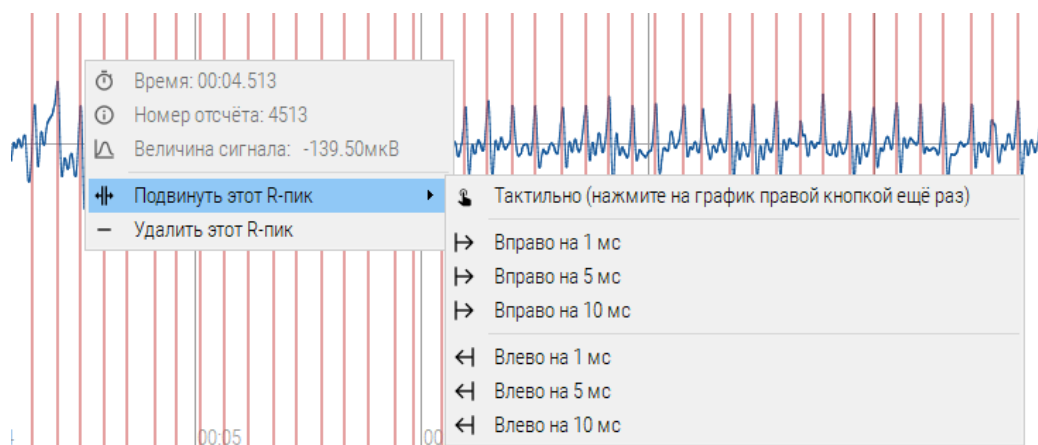 Время: 00:04.513
Номер отсчёта: 4513
Величина сигнала: -139.50мкВ
Подвинуть этот R-пик
Удалить этот R-пик
Тактильно (нажмите на график правой кнопкой ещё раз)
Вправо на 1 мс
Вправо на 5 мс
Вправо на 10 мс
Влево на 1 мс
Влево на 5 мс
Влево на 10 мс
00:05
00